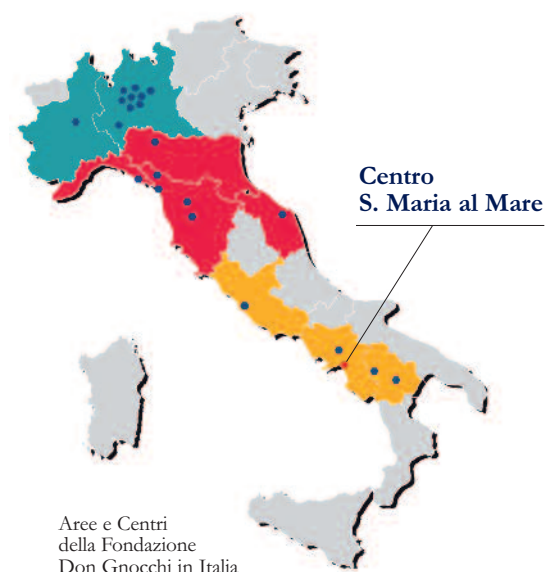 Centro
S. Maria al Mare
Aree e Centri
della Fondazione
Don Gnocchi in Italia